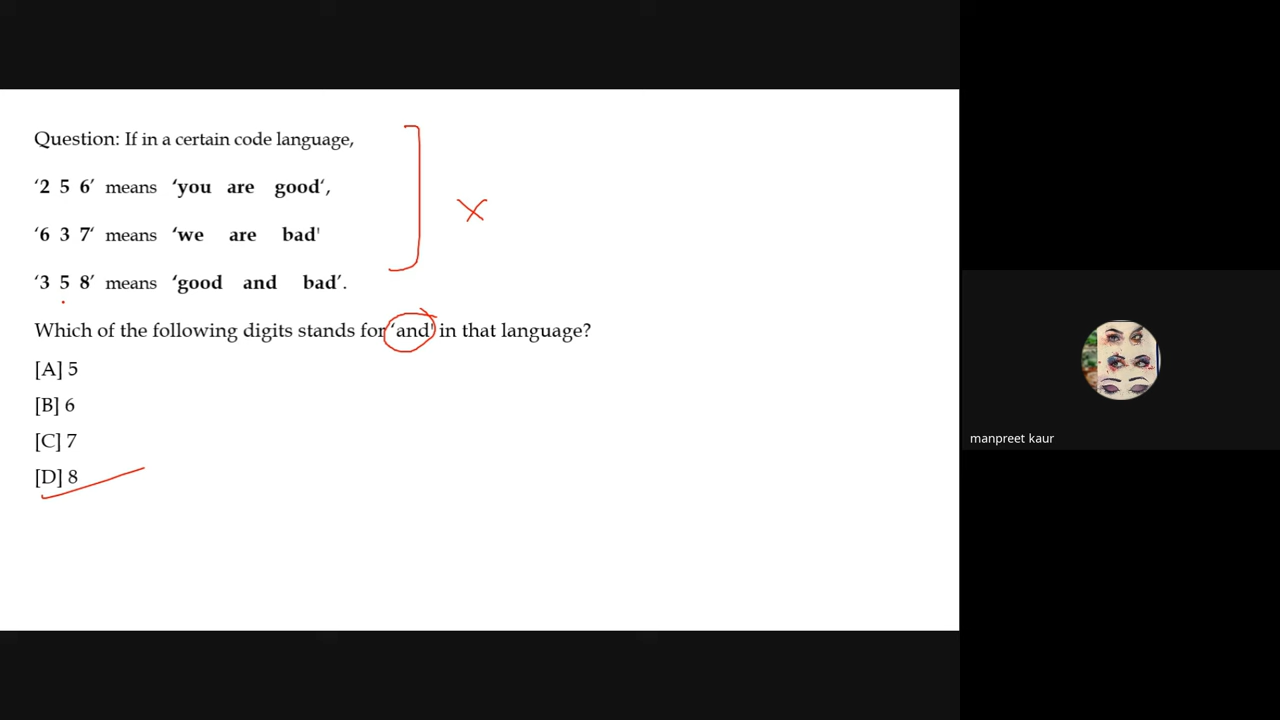 Question: If in a certain code language,
‘2 5 6’ means ‘you are good‘,
‘6 3 7‘ means ‘we are bad'
‘3 5 8’ means ‘good and bad’.
Which of the following digits stands for ‘and' in that language?
[A] 5
[B] 6
[C] 7
[D] 8
manpreet kaur